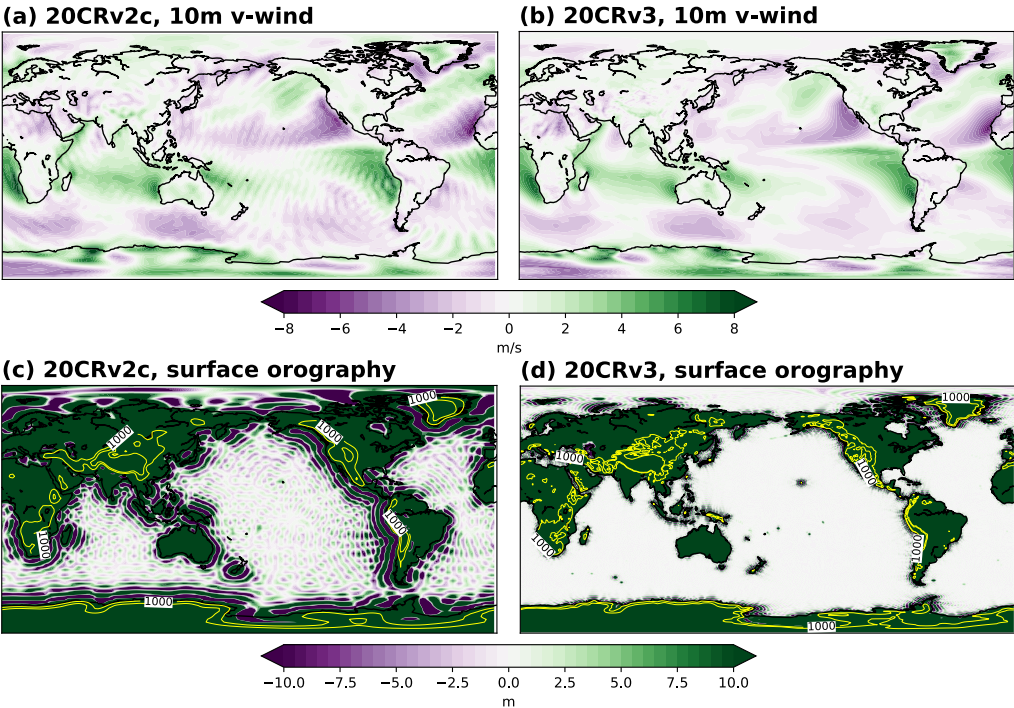 (a) 20CRv2c, 10m v-wind
(b) 20CRv3, 10m v-wind
−8 −6 −4 −2 0 2 4 6 8
m/s
(c) 20CRv2c, surface orography
(d) 20CRv3, surface orography
1000
1000
1000
1000
1000
1000
1000
1000
1000
1000
1000
1000
−10.0 −7.5 −5.0 −2.5 0.0 2.5 5.0 7.5 10.0
m